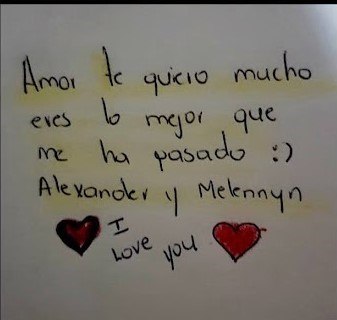 Amor te quiero mucho
eres lo mejor que
me ha pasado :)
Alexander y Melennyn
I
Love you